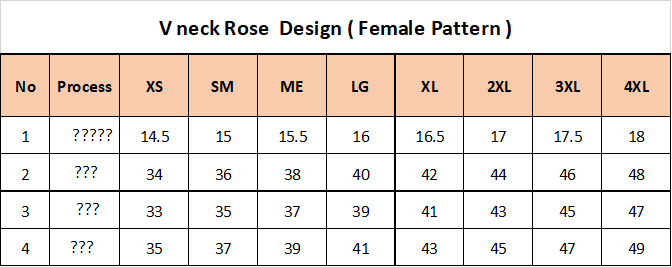 V neck Rose Design ( Female Pattern )
No Process XS SM ME LG XL 2XL 3XL 4XL
1 ????? 14.5 15 15.5 16 16.5 17 17.5 18
2 ??? 34 36 38 40 42 44 46 48
3 ??? 33 35 37 39 41 43 45 47
4 ??? 35 37 39 41 43 45 47 49